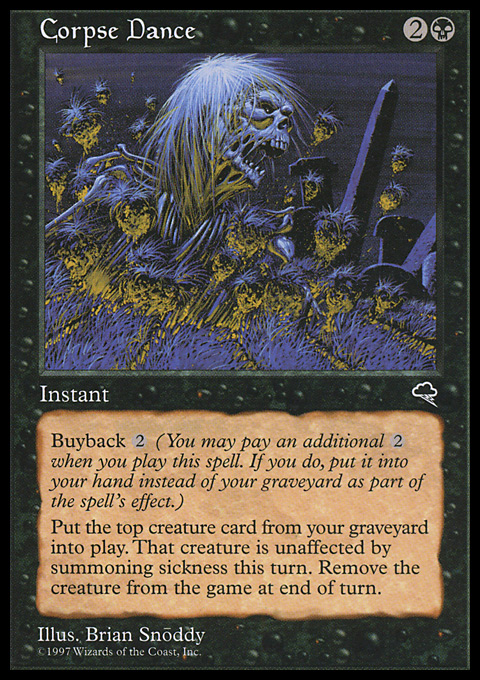 Corpse Dance 2
Instant
Buyback 2 (You may pay an additional 2
when you play this spell. If you do, put it into
your hand instead of your graveyard as part of
the spell's effect.)
Put the top creature card from your graveyard
into play. That creature is unaffected by
summoning sickness this turn. Remove the
creature from the game at end of turn.
Illus. Brian Snōddy
©1997 Wizards of the Coast, Inc.